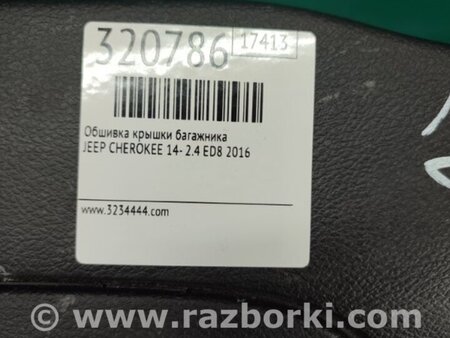 320786
17413
Обшивка крышки багажника
JEEP CHEROKEE 14- 2.4 ED8 2016
www.3234444.com
www.razborki.com